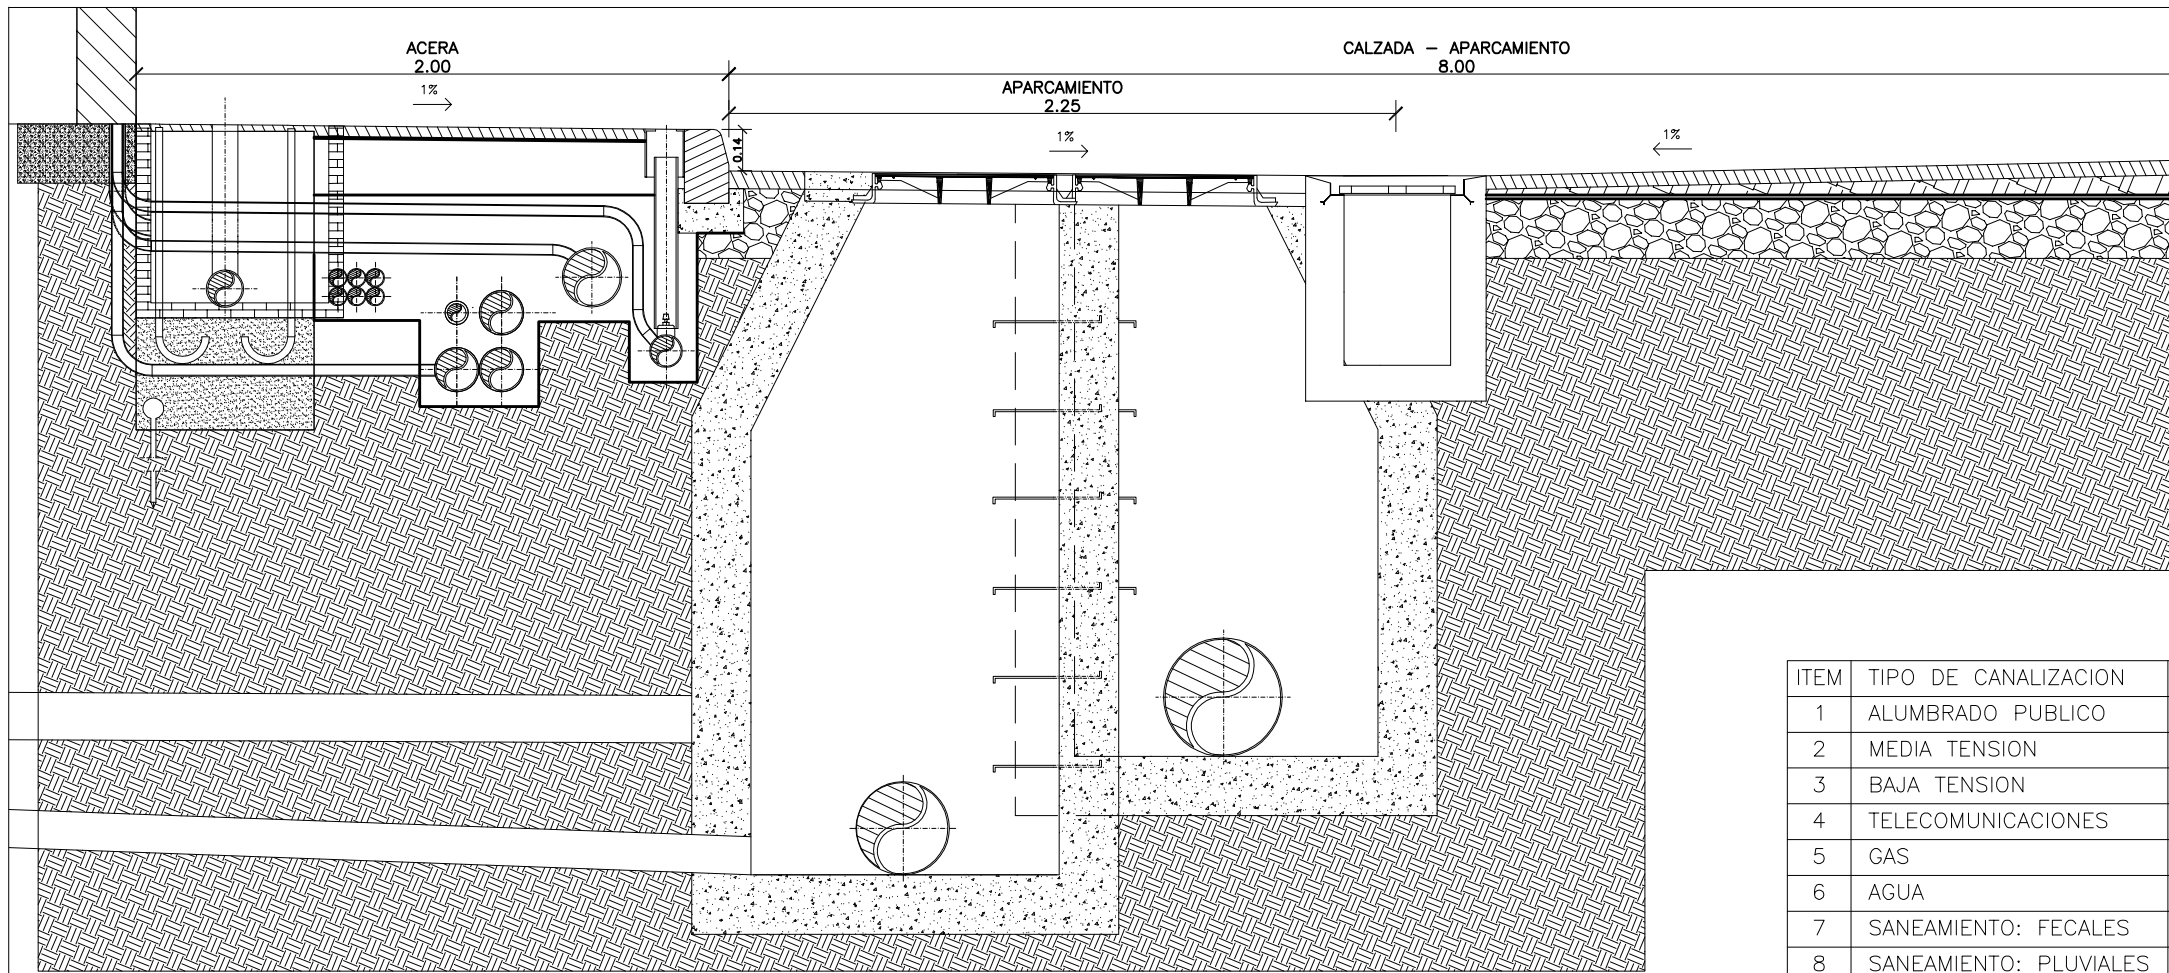 ACERA
2.00
CALZADA - APARCAMIENTO
8.00
1%
APARCAMIENTO
2.25
0.14
1%
1%
ITEM TIPO DE CANALIZACION
1 ALUMBRADO PUBLICO
2 MEDIA TENSION
3 BAJA TENSION
4 TELECOMUNICACIONES
5 GAS
6 AGUA
7 SANEAMIENTO: FECALES
8 SANEAMIENTO: PLUVIALES